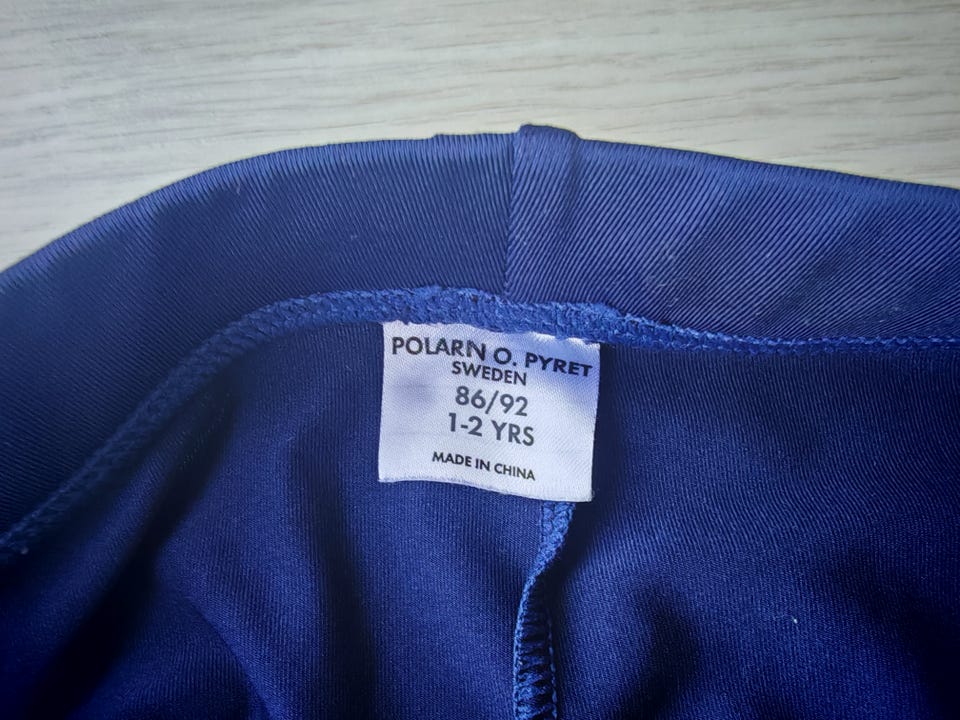 POLARN O. PYRET
SWEDEN
86/92
1-2 YRS
MADE IN CHINA